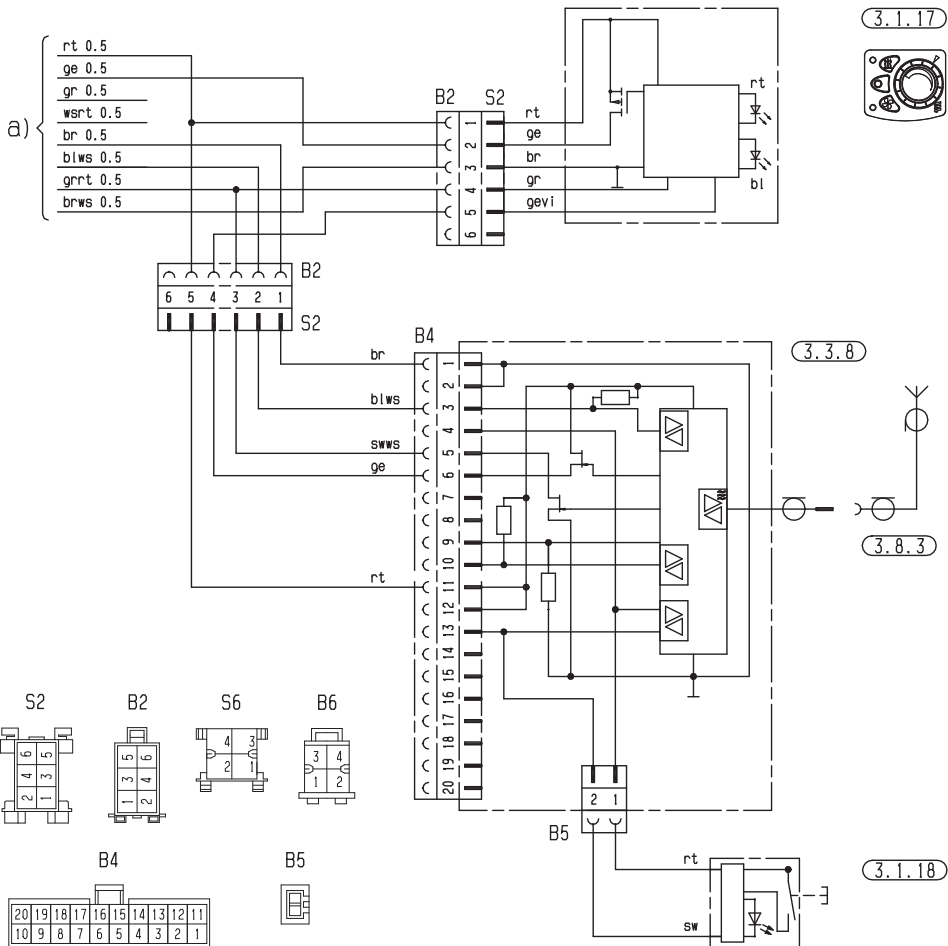 3.1.17
rt 0.5
ge 0.5
gr 0.5
wsrt 0.5
br 0.5
blws 0.5
grrt 0.5
brws 0.5
a)
B2 S2
1
2
3
4
5
6
rt
ge
br
gr
gevi
rt
bl
B2
6 5 4 3 2 1
S2
B4
3.3.8
br
blws
swws
ge
rt
1
2
3
4
5
6
7
8
9
10
11
12
13
14
15
16
17
18
19
20
3.8.3
2 1
B5
rt
sw
3.1.18
S2
6 5
4 3
2 1
B2
5 6
3 4
1 2
S6
4 3
2 1
B6
3 4
1 2
B4
20 19 18 17 16 15 14 13 12 11
10 9 8 7 6 5 4 3 2 1
B5